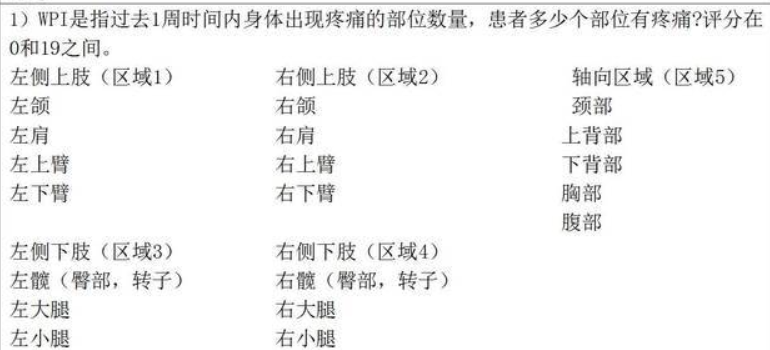 1）WPI是指过去1周时间内身体出现疼痛的部位数量，患者多少个部位有疼痛?评分在
0和19之间。
左侧上肢（区域1） 右侧上肢（区域2） 轴向区域（区域5）
左颌 右颌 颈部
左肩 右肩 上背部
左上臂 右上臂 下背部
左下臂 右下臂 胸部
腹部
左侧下肢（区域3） 右侧下肢（区域4）
左髋（臀部，转子） 右髋（臀部，转子）
左大腿 右大腿
左小腿 右小腿